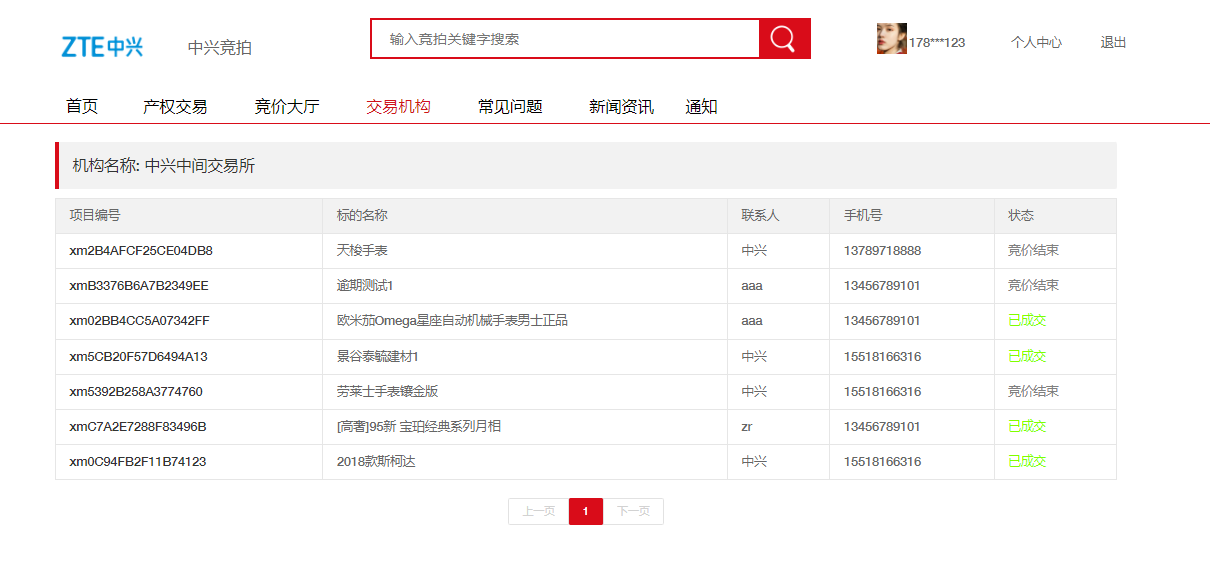 ZTE中兴 中兴竞拍 输入竞拍关键字搜索 178***123 个人中心 退出
首页 产权交易 竞价大厅 交易机构 常见问题 新闻资讯 通知
机构名称: 中兴中间交易所
项目编号 标的名称 联系人 手机号 状态
xm2B4AFCF25CE04DB8 天梭手表 中兴 13789718888 竞价结束
xmB3376B6A7B2349EE 逾期测试1 aaa 13456789101 竞价结束
xm02BB4CC5A07342FF 欧米茄Omega星座自动机械手表男士正品 aaa 13456789101 已成交
xm5CB20F57D6494A13 景谷泰毓建材1 中兴 15518166316 已成交
xm5392B258A3774760 劳莱士手表镶金版 中兴 15518166316 竞价结束
xmC7A2E7288F83496B [高奢]95新 宝珀经典系列月相 zr 13456789101 已成交
xm0C94FB2F11B74123 2018款斯柯达 中兴 15518166316 已成交
上一页 1 下一页